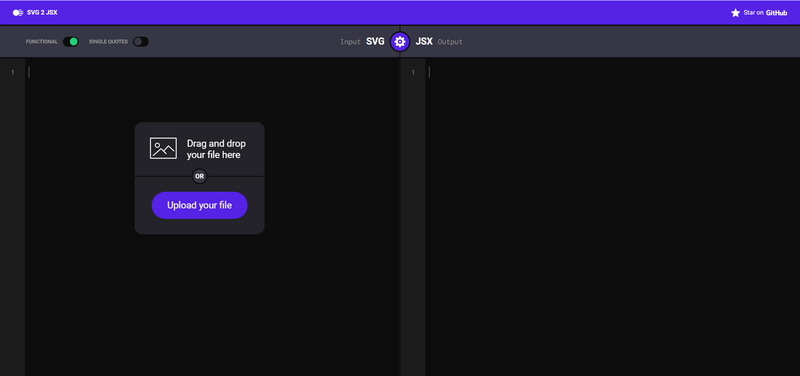 SVG 2 JSX
Star on GitHub
FUNCTIONAL
SINGLE QUOTES
Input SVG
JSX Output
1
1
Drag and drop
your file here
OR
Upload your file